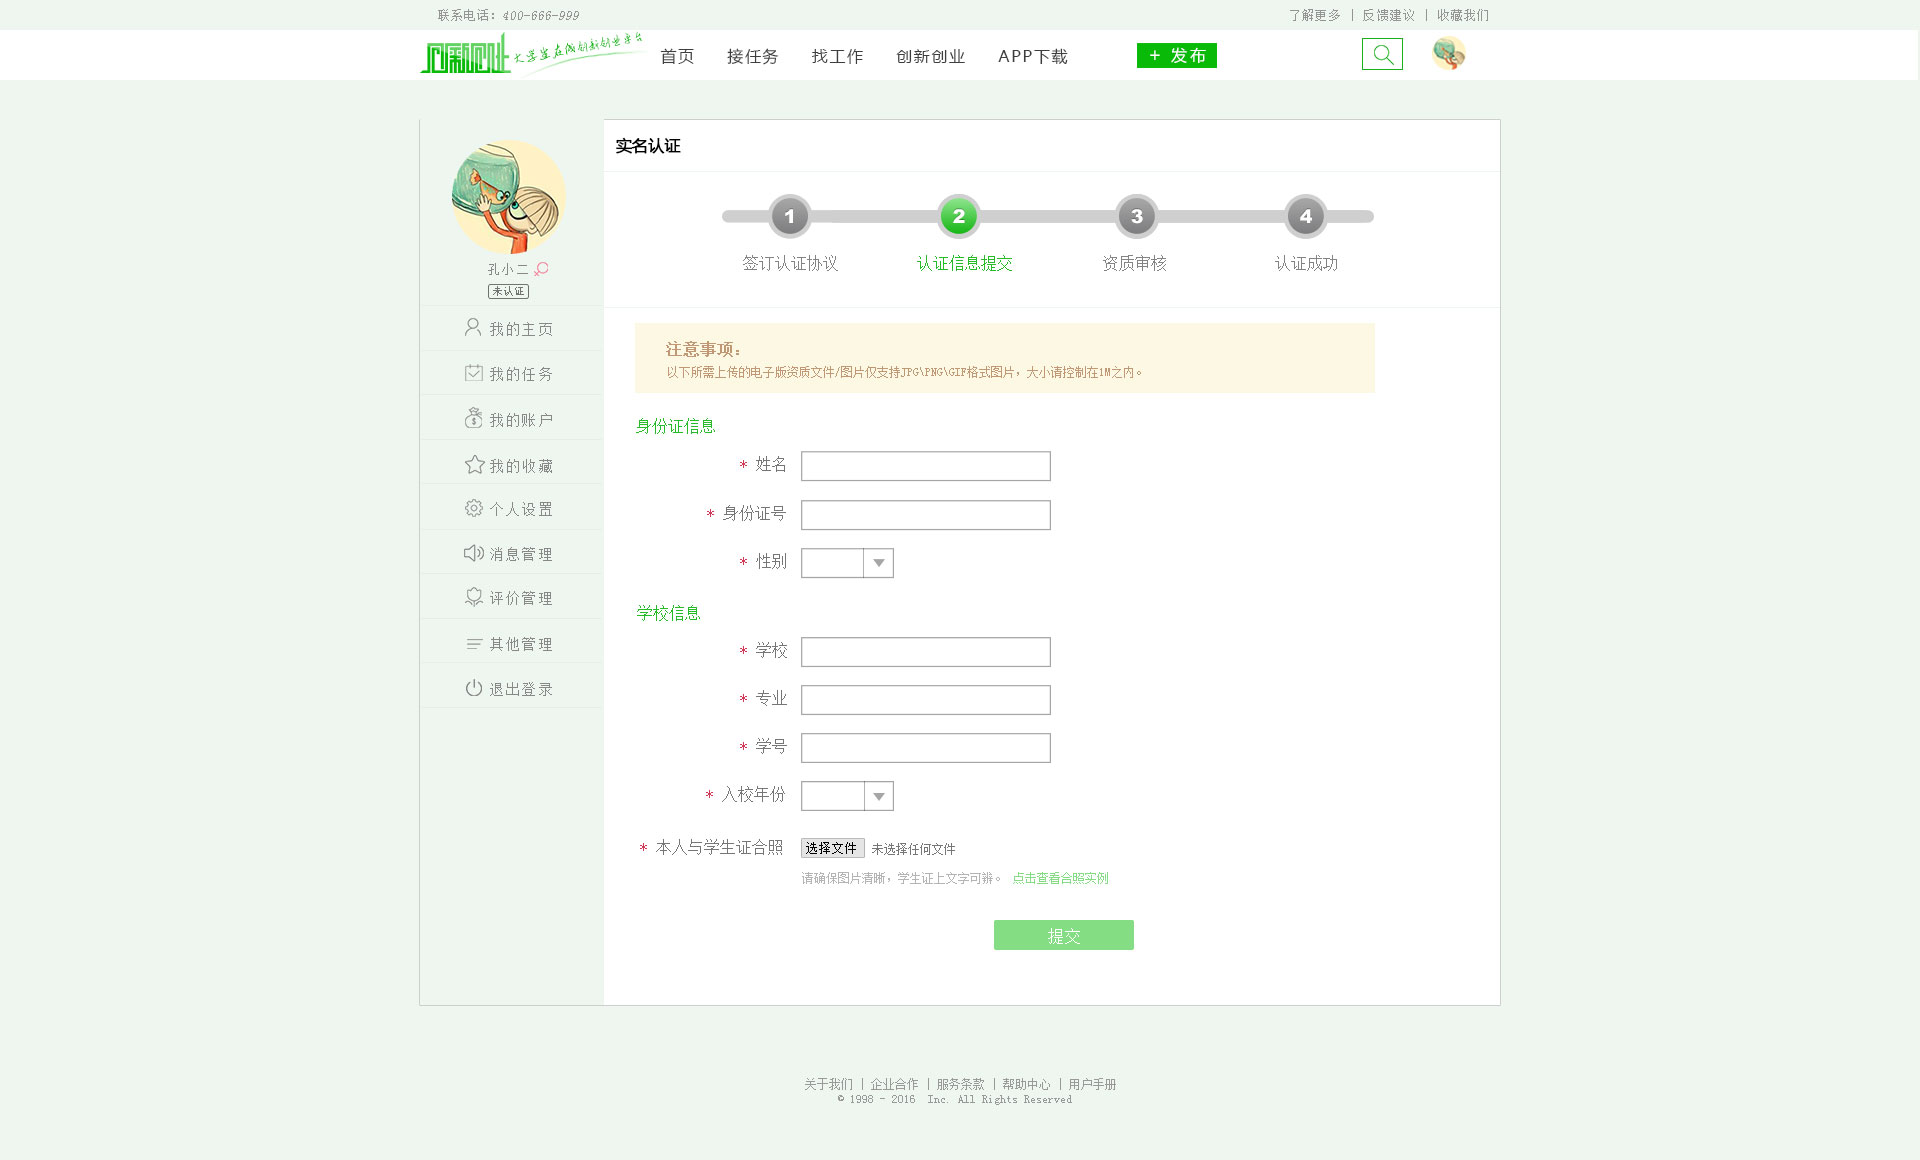 联系电话：400-666-999
了解更多 | 反馈建议 | 收藏我们
大学生在线创新创业平台
首页 接任务 找工作 创新创业 APP下载 + 发布
实名认证
1 2 3 4
签订认证协议 认证信息提交 资质审核 认证成功
孔小二
未认证
我的主页
我的任务
我的账户
我的收藏
个人设置
消息管理
评价管理
其他管理
退出登录
注意事项：
以下所需上传的电子版资质文件/图片仅支持JPG\PNG\GIF格式图片，大小请控制在1M之内。
身份证信息
* 姓名
* 身份证号
* 性别
学校信息
* 学校
* 专业
* 学号
* 入校年份
* 本人与学生证合照 选择文件 未选择任何文件
请确保图片清晰，学生证上文字可辨。 点击查看合照实例
提交
关于我们 | 企业合作 | 服务条款 | 帮助中心 | 用户手册
© 1998 - 2016 Inc. All Rights Reserved